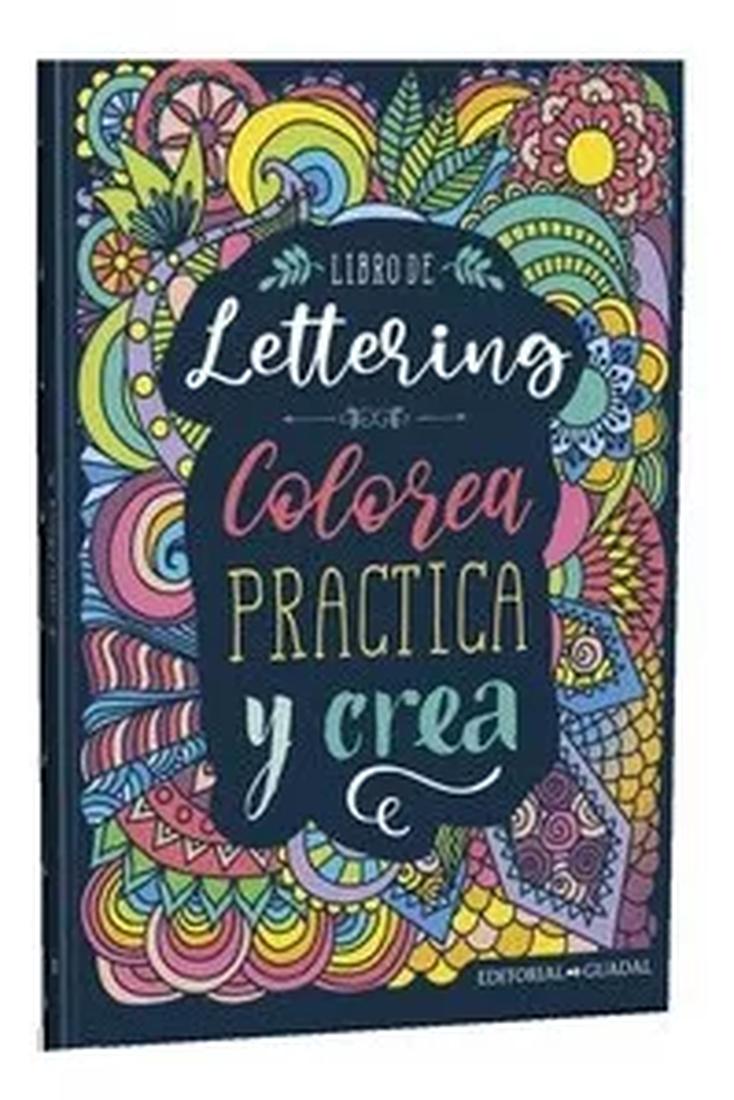 LIBRO DE
Lettering
Colorea
PRACTICA
y crea
EDITORIAL GUADAL